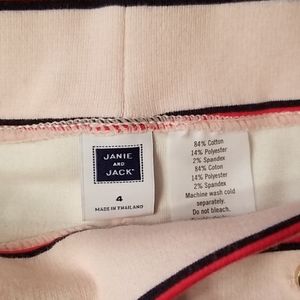 JANIE
AND
JACK
4
MADE IN THAILAND
84% Cotton
14% Polyester
2% Spandex
84% Coton
14% Polyester
2% Spandex
Machine wash cold
separately.
Do not bleach.